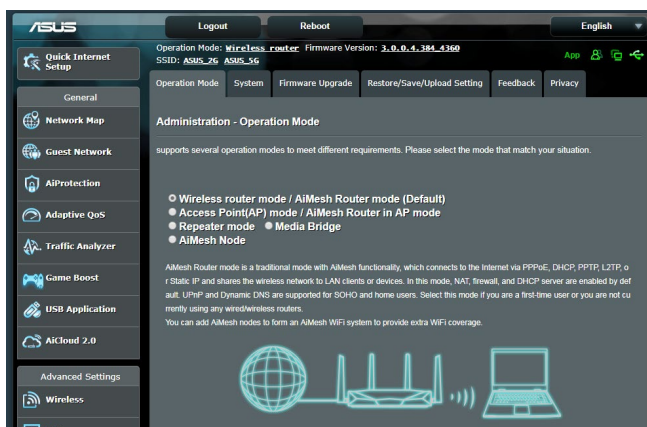 ASUS
Logout
Reboot
English
Quick Internet
Setup
Operation Mode: Wireless router Firmware Version: 3.0.0.4.384_4360
SSID: ASUS_2G ASUS_5G
App
General
Network Map
Guest Network
AiProtection
Adaptive QoS
Traffic Analyzer
Game Boost
USB Application
AiCloud 2.0
Advanced Settings
Wireless
Operation Mode
System
Firmware Upgrade
Restore/Save/Upload Setting
Feedback
Privacy
Administration - Operation Mode
supports several operation modes to meet different requirements. Please select the mode that match your situation.
Wireless router mode / AiMesh Router mode (Default)
Access Point(AP) mode / AiMesh Router in AP mode
Repeater mode Media Bridge
AiMesh Node
AiMesh Router mode is a traditional mode with AiMesh functionality, which connects to the Internet via PPPoE, DHCP, PPTP, L2TP, o
r Static IP and shares the wireless network to LAN clients or devices. In this mode, NAT, firewall, and DHCP server are enabled by def
ault. UPnP and Dynamic DNS are supported for SOHO and home users. Select this mode if you are a first-time user or you are not cu
rrently using any wired/wireless routers.
You can add AiMesh nodes to form an AiMesh WiFi system to provide extra WiFi coverage.